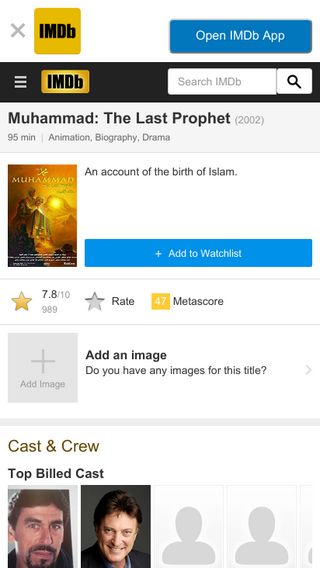 IMDb
Open IMDb App
IMDb
Search IMDb
Muhammad: The Last Prophet (2002)
95 min | Animation, Biography, Drama
MUHAMMAD
An account of the birth of Islam.
+ Add to Watchlist
7.8/10
989
Rate
47 Metascore
Add Image
Add an image
Do you have any images for this title?
Cast & Crew
Top Billed Cast